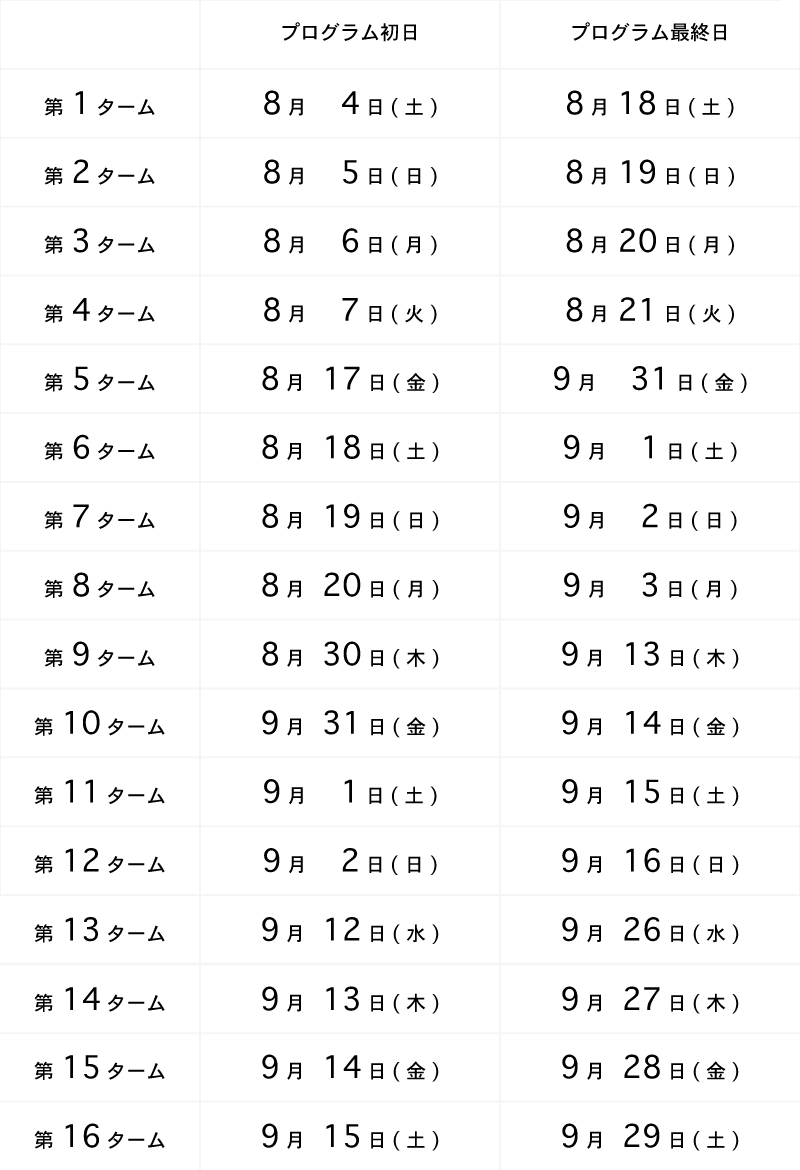 プログラム初日 プログラム最終日
第1ターム 8月 4日(土) 8月18日(土)
第2ターム 8月 5日(日) 8月19日(日)
第3ターム 8月 6日(月) 8月20日(月)
第4ターム 8月 7日(火) 8月21日(火)
第5ターム 8月 17日(金) 9月 31日(金)
第6ターム 8月 18日(土) 9月 1日(土)
第7ターム 8月 19日(日) 9月 2日(日)
第8ターム 8月 20日(月) 9月 3日(月)
第9ターム 8月 30日(木) 9月 13日(木)
第10ターム 9月 31日(金) 9月 14日(金)
第11ターム 9月 1日(土) 9月 15日(土)
第12ターム 9月 2日(日) 9月 16日(日)
第13ターム 9月 12日(水) 9月 26日(水)
第14ターム 9月 13日(木) 9月 27日(木)
第15ターム 9月 14日(金) 9月 28日(金)
第16ターム 9月 15日(土) 9月 29日(土)